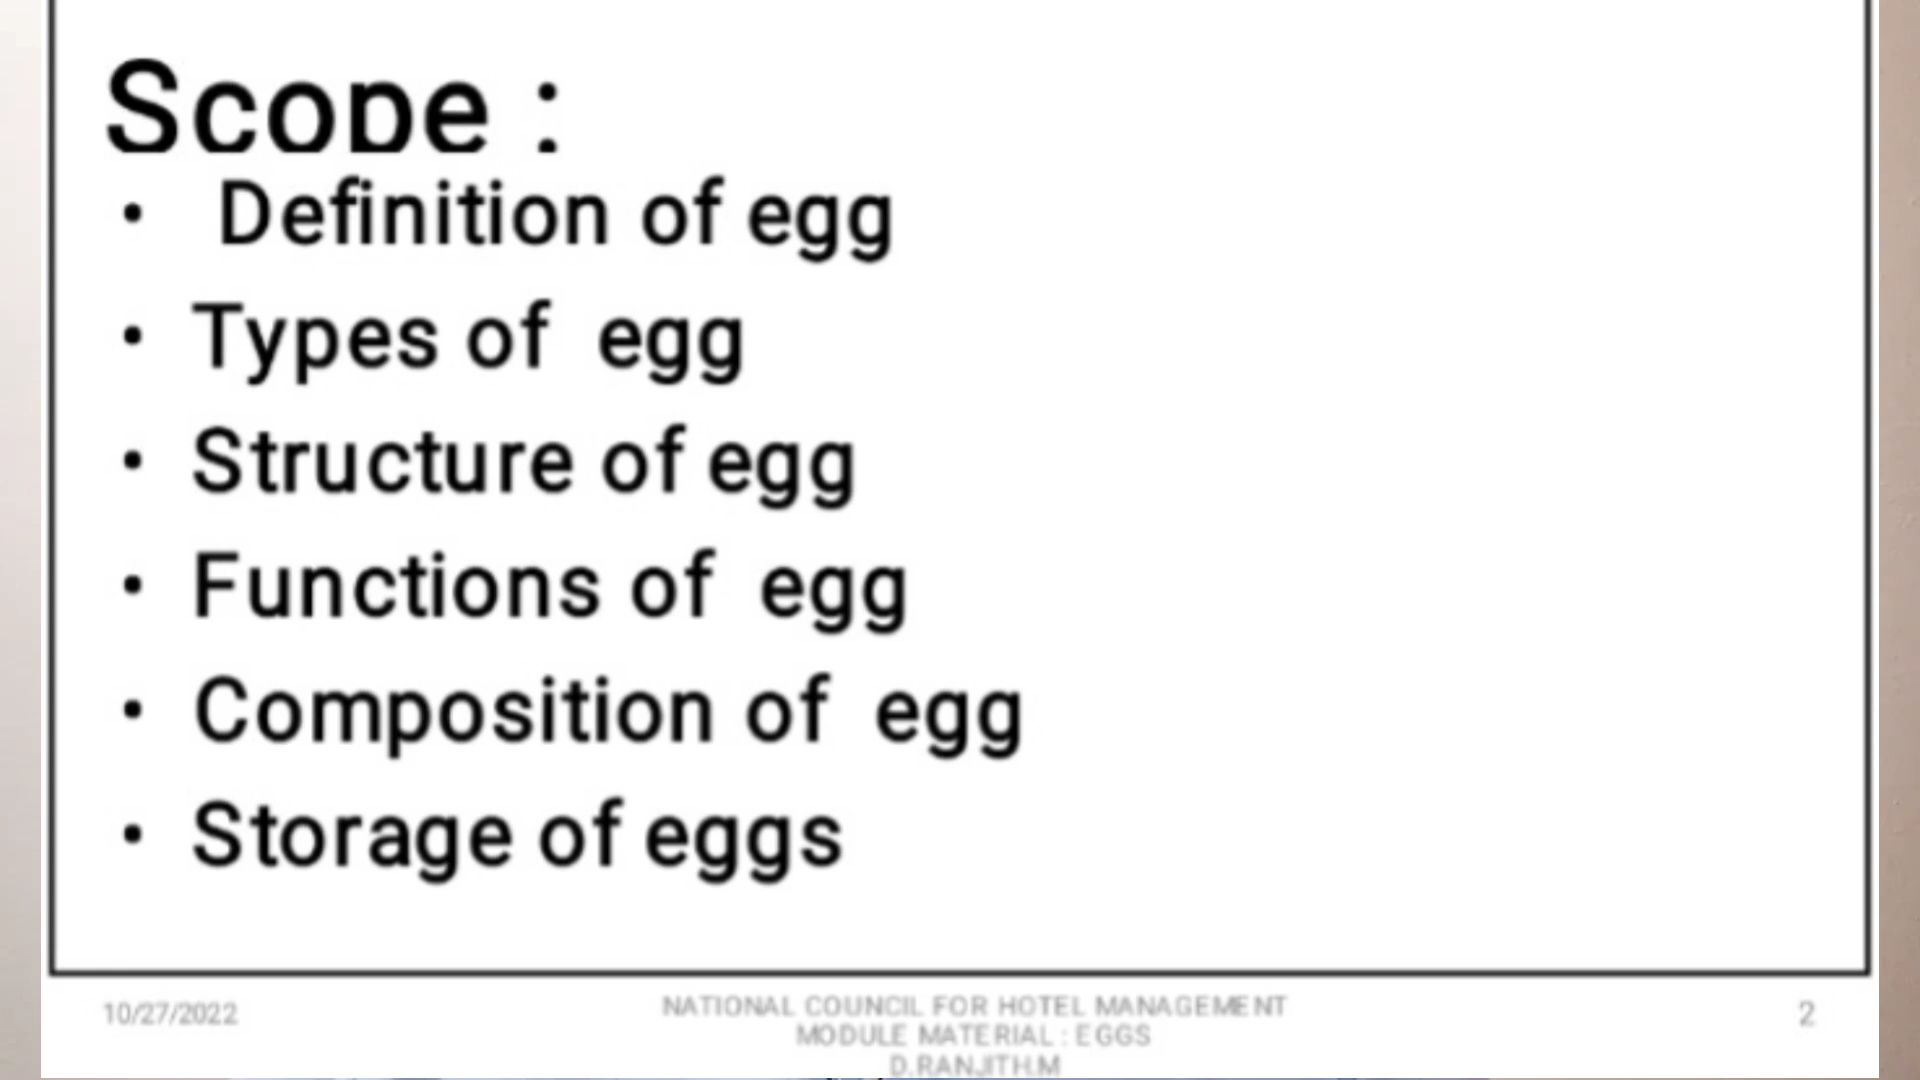 Scope :
• Definition of egg
• Types of egg
• Structure of egg
• Functions of egg
• Composition of egg
• Storage of eggs
10/27/2022
NATIONAL COUNCIL FOR HOTEL MANAGEMENT
MODULE MATERIAL : EGGS
D.RANJITH.M
2